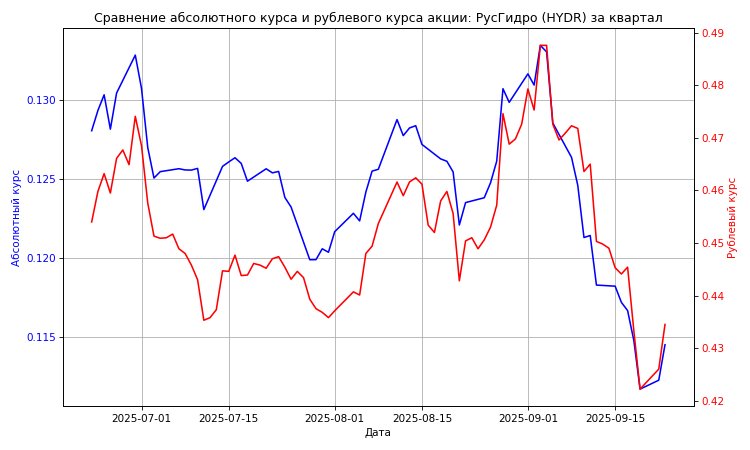 Сравнение абсолютного курса и рублевого курса акции: РусГидро (HYDR) за квартал
0.49
0.48
0.130
0.47
0.125
0.46
Абсолютный курс
Рублевый курс
0.45
0.120
0.44
0.115
0.43
0.42
2025-07-01 2025-07-15 2025-08-01 2025-08-15 2025-09-01 2025-09-15
Дата